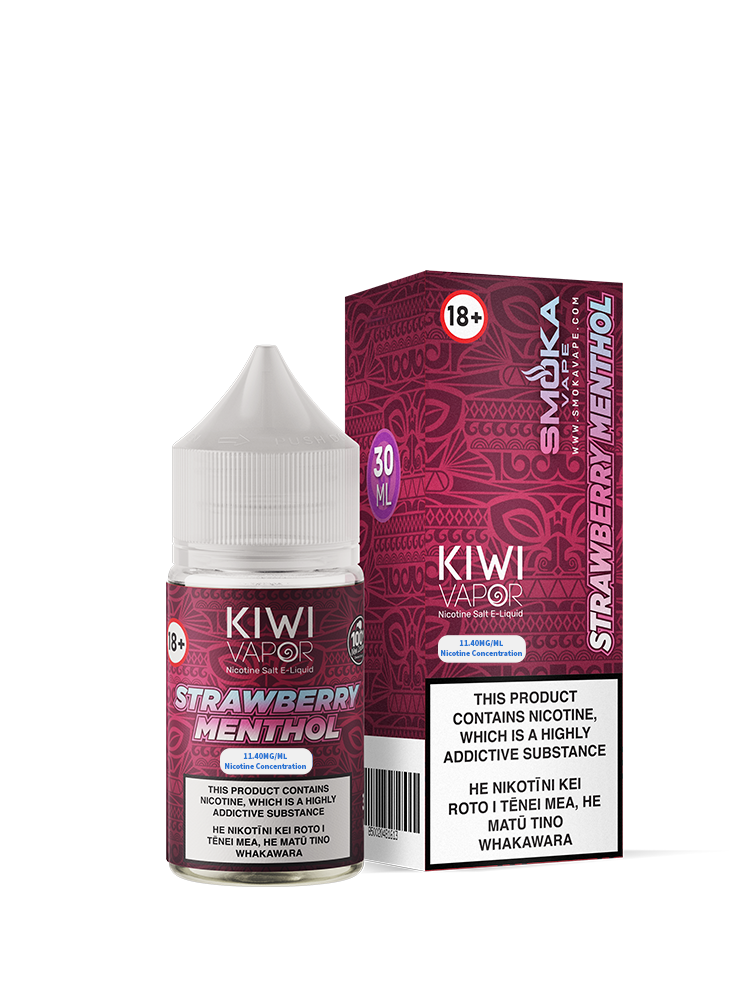 18+
SMOKA
VAPE
WWW.SMOKAVAPE.COM
STRAWBERRY MENTHOL
30
ML
KIWI
VAPOR
Nicotine Salt E-Liquid
11.40MG/ML
Nicotine Concentration
THIS PRODUCT
CONTAINS NICOTINE,
WHICH IS A HIGHLY
ADDICTIVE SUBSTANCE
HE NIKOTĪNI KEI
ROTO I TĒNEI MEA, HE
MATŪ TINO
WHAKAWARA
18+
KIWI
VAPOR
Nicotine Salt E-Liquid
100
STRAWBERRY
MENTHOL
11.40MG/ML
Nicotine Concentration
THIS PRODUCT CONTAINS
NICOTINE, WHICH IS A HIGHLY
ADDICTIVE SUBSTANCE
HE NIKOTĪNI KEI ROTO I
TĒNEI MEA, HE MATŪ TINO
WHAKAWARA